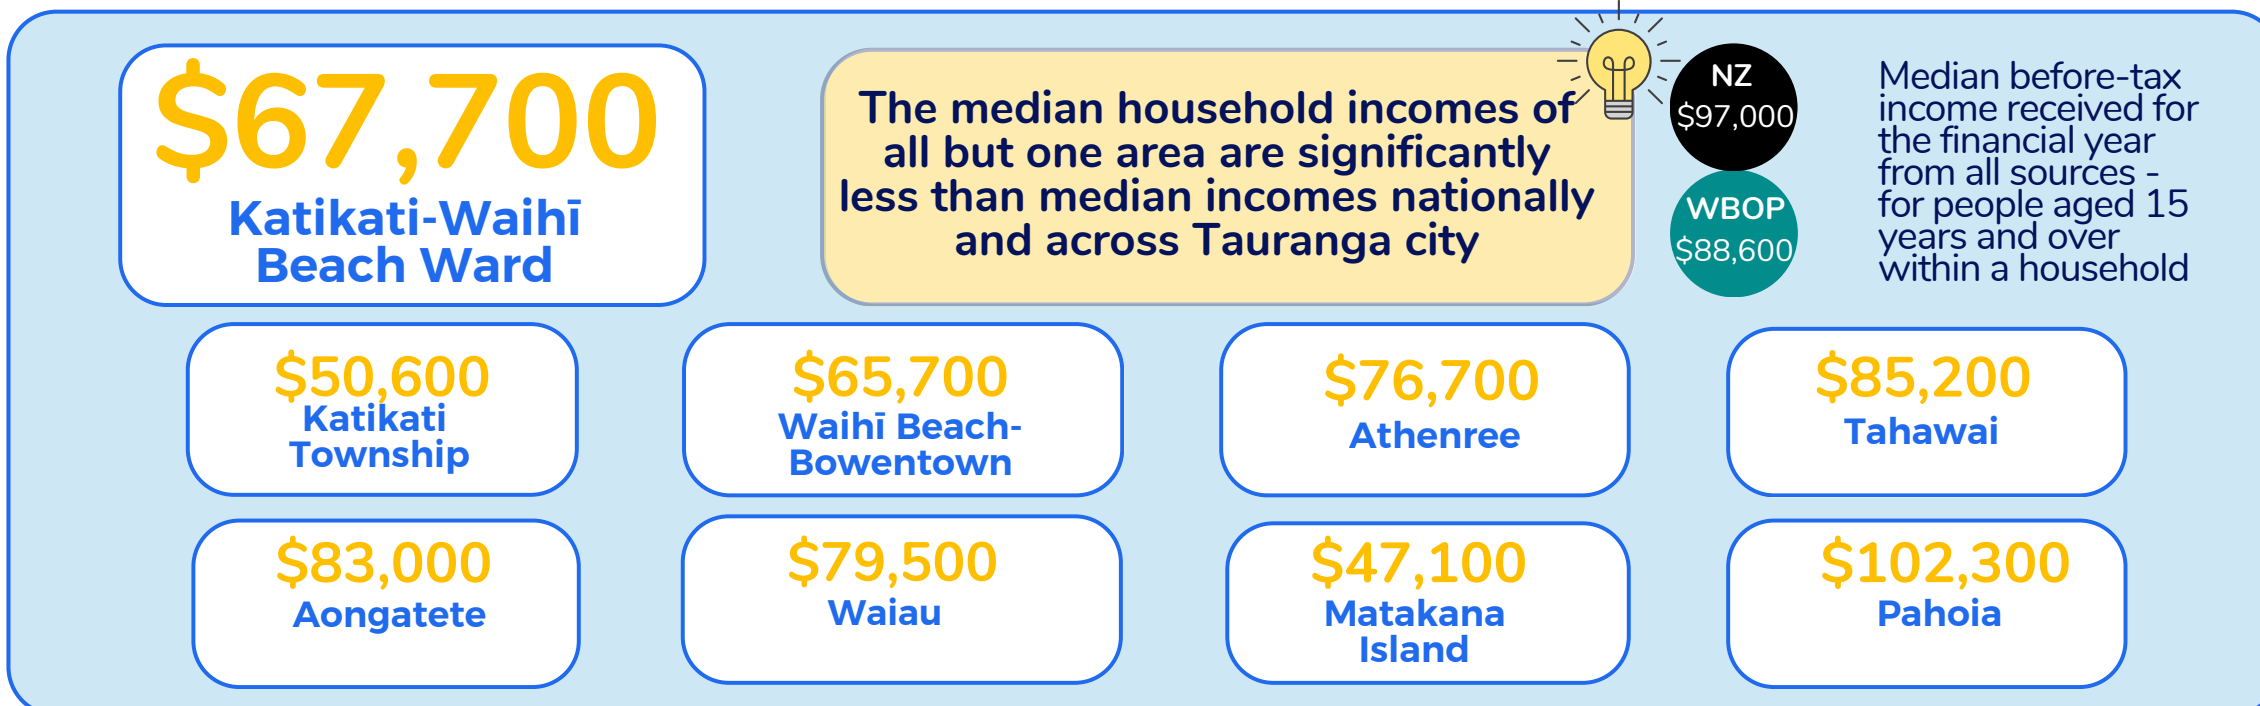 $67,700
Katikati-Waihī
Beach Ward
The median household incomes of
all but one area are significantly
less than median incomes nationally
and across Tauranga city
NZ
$97,000
WBOP
$88,600
Median before-tax
income received for
the financial year
from all sources -
for people aged 15
years and over
within a household
$50,600
Katikati
Township
$65,700
Waihī Beach-
Bowentown
$76,700
Athenree
$85,200
Tahawai
$83,000
Aongatete
$79,500
Waiau
$47,100
Matakana
Island
$102,300
Pahoia